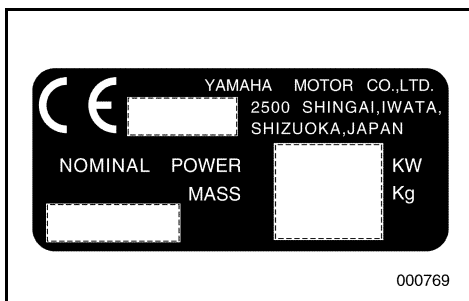 CE
YAMAHA MOTOR CO.,LTD.
2500 SHINGAI,IWATA,
SHIZUOKA,JAPAN
NOMINAL POWER KW
MASS Kg
000769